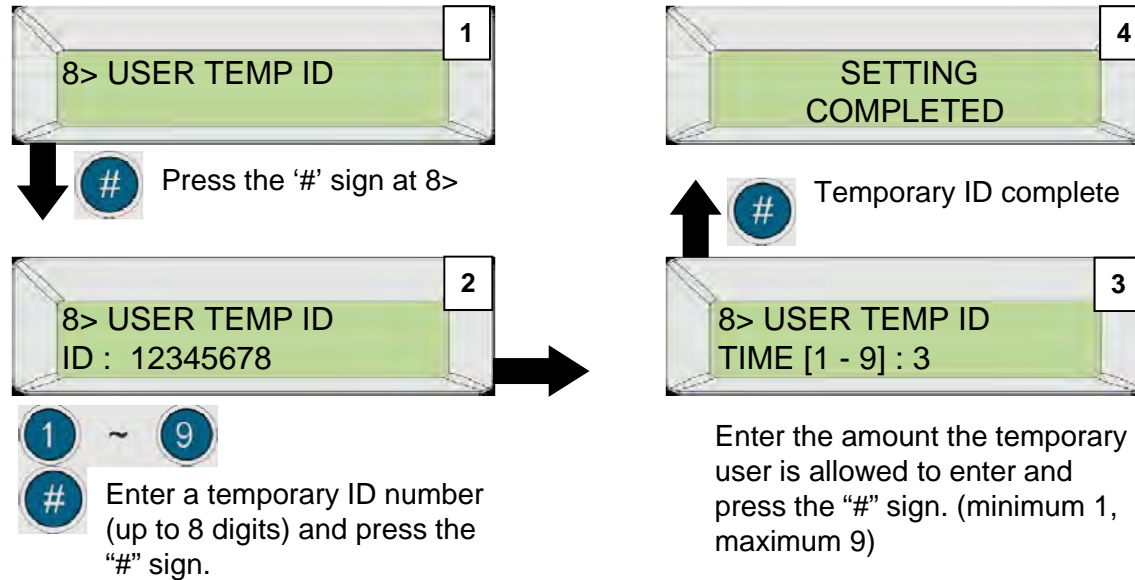 1
8> USER TEMP ID
# Press the ‘#’ sign at 8>
2
8> USER TEMP ID
ID : 12345678
1 ~ 9
# Enter a temporary ID number
(up to 8 digits) and press the
“#” sign.
3
8> USER TEMP ID
TIME [1 - 9] : 3
Enter the amount the temporary
user is allowed to enter and
press the “#” sign. (minimum 1,
maximum 9)
# Temporary ID complete
4
SETTING
COMPLETED